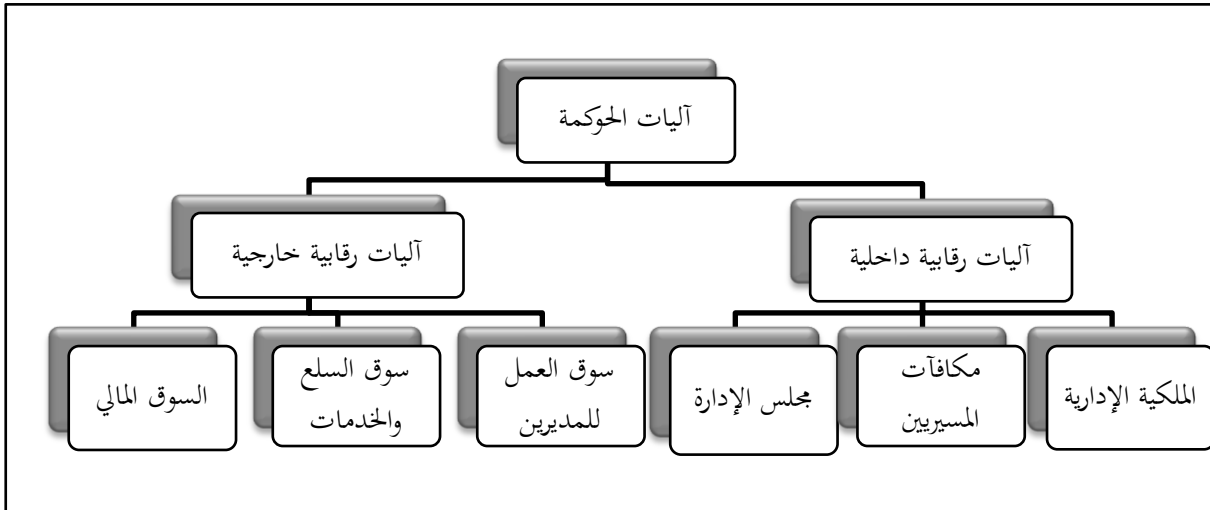 آليات الحوكمة
آليات رقابية داخلية
آليات رقابية خارجية
الملكية الإدارية
مكافآت
المسيريين
مجلس الإدارة
سوق العمل
للمديرين
سوق السلع
والخدمات
السوق المالي